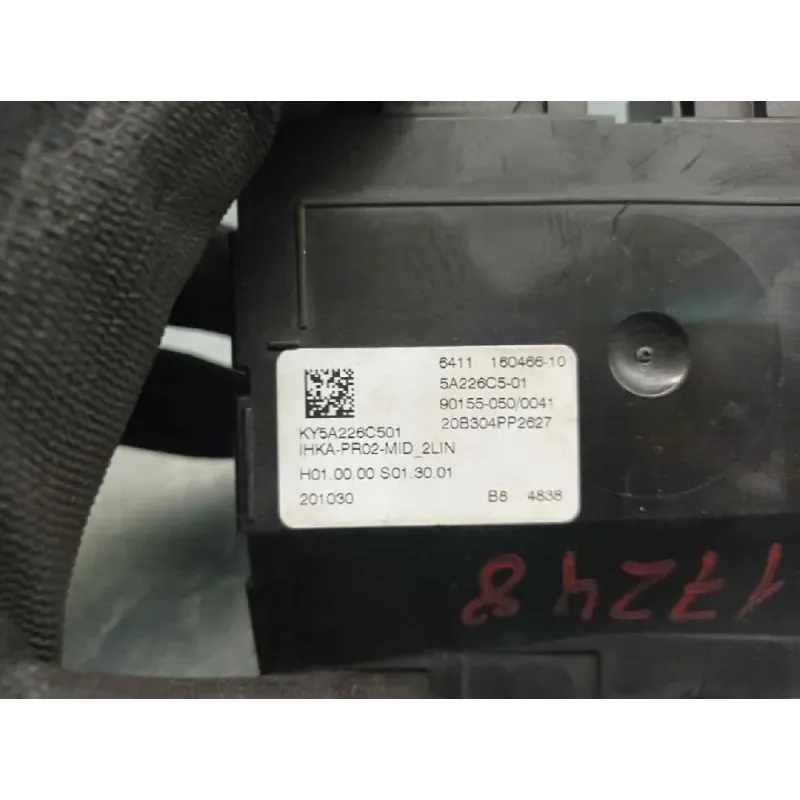 6411 160466-10
5A226C5-01
90155-050/0041
20B304PP2627
KY5A226C501
IHKA-PR02-MID_2LIN
H01.00.00 S01.30.01
201030 B8 4838
17248